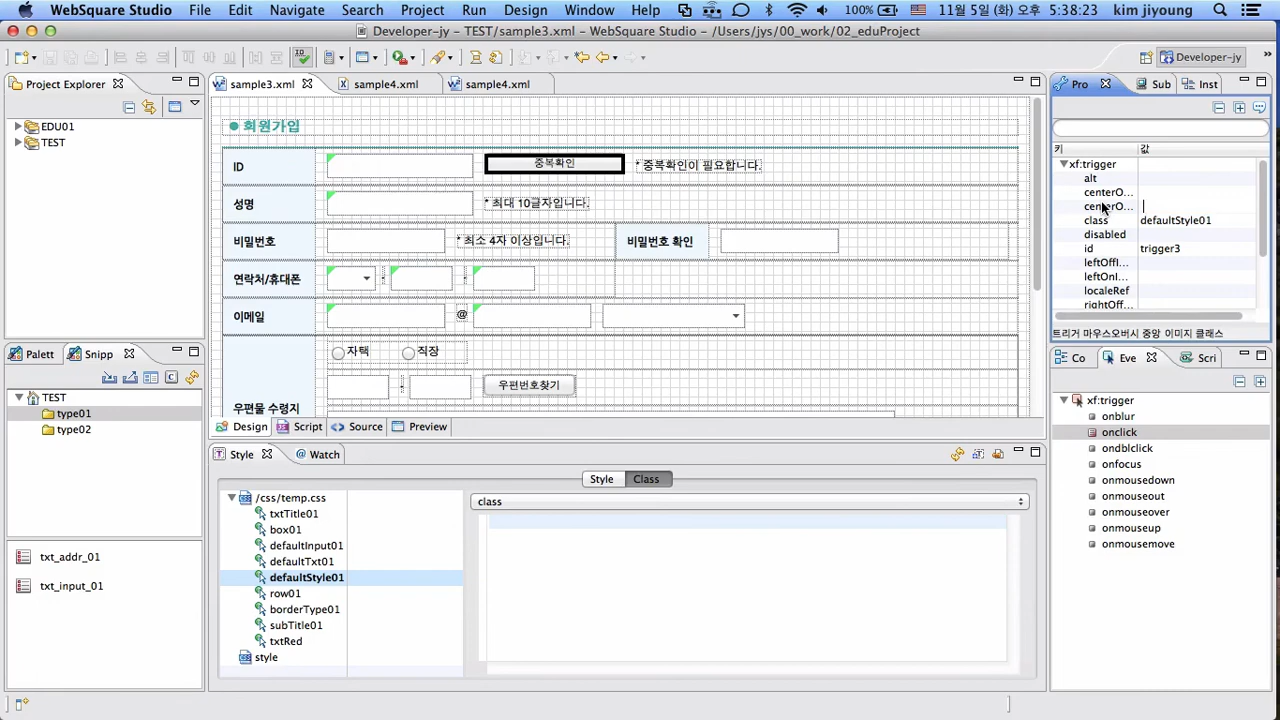 WebSquare Studio File Edit Navigate Search Project Run Design Window Help 100% 11월 5일 (화) 오후 5:38:23 kim jiyoung
Developer-jy - TEST/sample3.xml - WebSquare Studio - /Users/jys/00_work/02_eduProject
Developer-jy
Project Explorer
EDU01
TEST
sample3.xml sample4.xml sample4.xml
회원가입
ID 중복확인 * 중복확인이 필요합니다.
성명 * 최대 10글자입니다.
비밀번호 * 최소 4자 이상입니다. 비밀번호 확인
연락처/휴대폰 - -
이메일 @
자택 직장
- 우편번호찾기
우편물 수령지
Design Script Source Preview
Pro Sub Inst
키 값
xf:trigger
alt
centerO...
centerO...
class defaultStyle01
disabled
id trigger3
leftOffI...
leftOnI...
localeRef
rightOff...
트리거 마우스오버시 중앙 이미지 클래스
Palett Snipp
TEST
type01
type02
txt_addr_01
txt_input_01
Style Watch
Style Class
/css/temp.css
txtTitle01
box01
defaultInput01
defaultTxt01
defaultStyle01
row01
borderType01
subTitle01
txtRed
style
class
Co Eve Scri
xf:trigger
onblur
onclick
ondblclick
onfocus
onmousedown
onmouseout
onmouseover
onmouseup
onmousemove